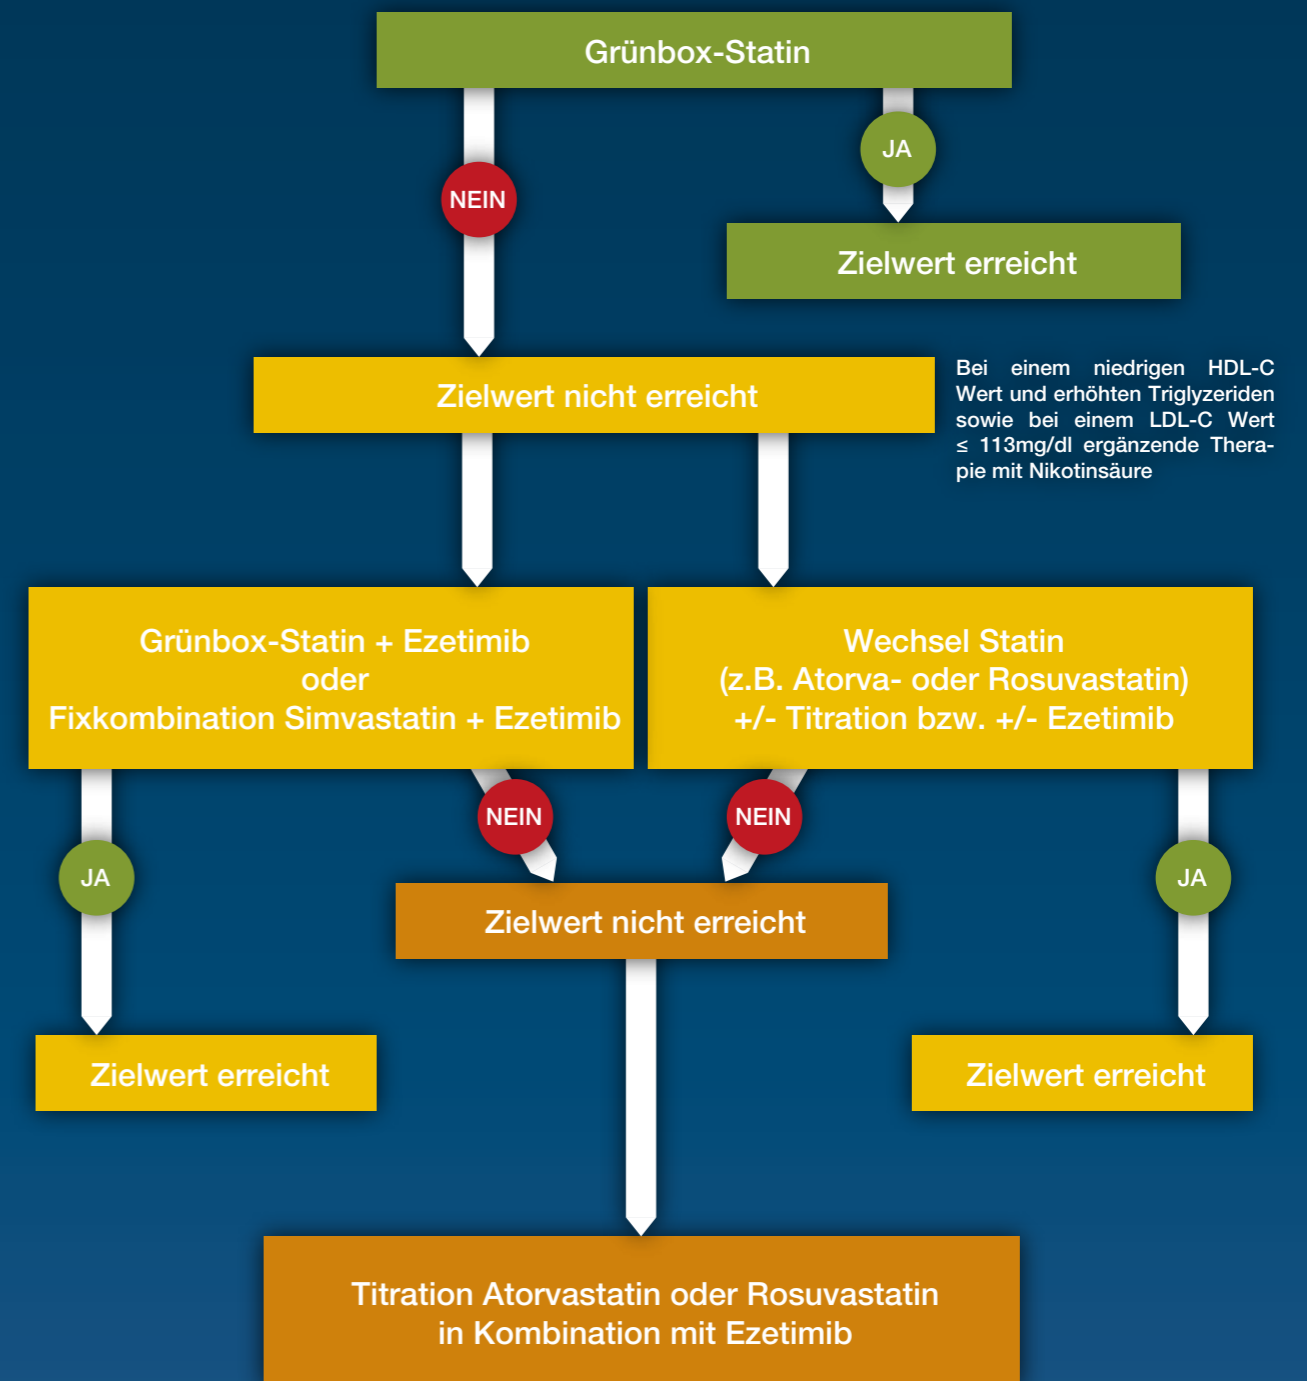 Grünbox-Statin
JA
NEIN
Zielwert erreicht
Zielwert nicht erreicht
Bei einem niedrigen HDL-C
Wert und erhöhten Triglyzeriden
sowie bei einem LDL-C Wert
≤ 113mg/dl ergänzende Thera-
pie mit Nikotinsäure
Grünbox-Statin + Ezetimib
oder
Fixkombination Simvastatin + Ezetimib
Wechsel Statin
(z.B. Atorva- oder Rosuvastatin)
+/- Titration bzw. +/- Ezetimib
NEIN
NEIN
JA
JA
Zielwert nicht erreicht
Zielwert erreicht
Zielwert erreicht
Titration Atorvastatin oder Rosuvastatin
in Kombination mit Ezetimib